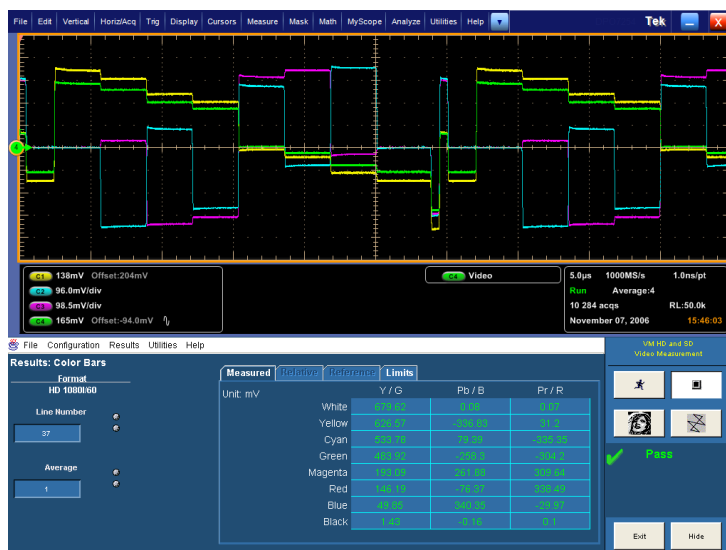 File Edit Vertical Horiz/Acq Trig Display Cursors Measure Mask Math MyScope Analyze Utilities Help Tek X
4
C1 138mV Offset:204mV
C2 96.0mV/div
C3 98.5mV/div
C4 165mV Offset:-94.0mV
C4 Video
5.0µs 1000MS/s 1.0ns/pt
Run Average:4
10 284 acqs RL:50.0k
November 07, 2006 15:46:03
File Configuration Results Utilities Help
VM HD and SD
Video Measurement
Results: Color Bars
Format
HD 1080I/60
Line Number
37
Average
1
Measured Relative Reference Limits
Unit: mV Y / G Pb / B Pr / R
White 679.62 0.08 0.07
Yellow 626.57 -336.83 31.2
Cyan 533.78 79.39 -335.35
Green 483.92 -258.3 -304.2
Magenta 193.09 261.88 309.64
Red 146.19 -76.37 338.49
Blue 49.85 340.35 -29.97
Black 1.43 -0.16 0.1
Pass
Exit Hide